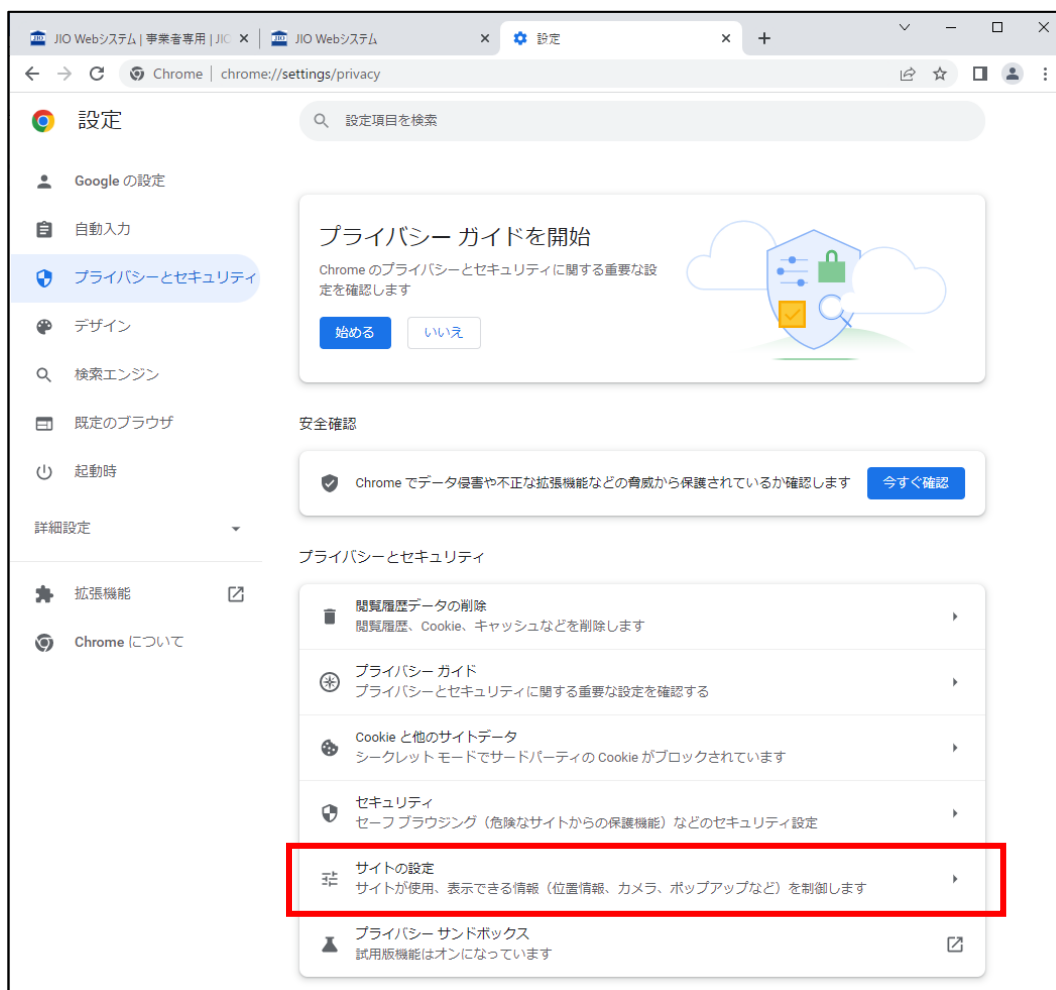 JIO Webシステム | 事業者専用 | JIO
JIO Webシステム
設定
Chrome | chrome://settings/privacy
設定
設定項目を検索
Google の設定
自動入力
プライバシーとセキュリティ
デザイン
検索エンジン
既定のブラウザ
起動時
詳細設定
拡張機能
Chrome について
プライバシー ガイドを開始
Chrome のプライバシーとセキュリティに関する重要な設
定を確認します
始める
いいえ
安全確認
Chrome でデータ侵害や不正な拡張機能などの脅威から保護されているか確認します
今すぐ確認
プライバシーとセキュリティ
閲覧履歴データの削除
閲覧履歴、Cookie、キャッシュなどを削除します
プライバシー ガイド
プライバシーとセキュリティに関する重要な設定を確認する
Cookie と他のサイトデータ
シークレット モードでサードパーティの Cookie がブロックされています
セキュリティ
セーフ ブラウジング（危険なサイトからの保護機能）などのセキュリティ設定
サイトの設定
サイトが使用、表示できる情報（位置情報、カメラ、ポップアップなど）を制御します
プライバシー サンドボックス
試用版機能はオンになっています